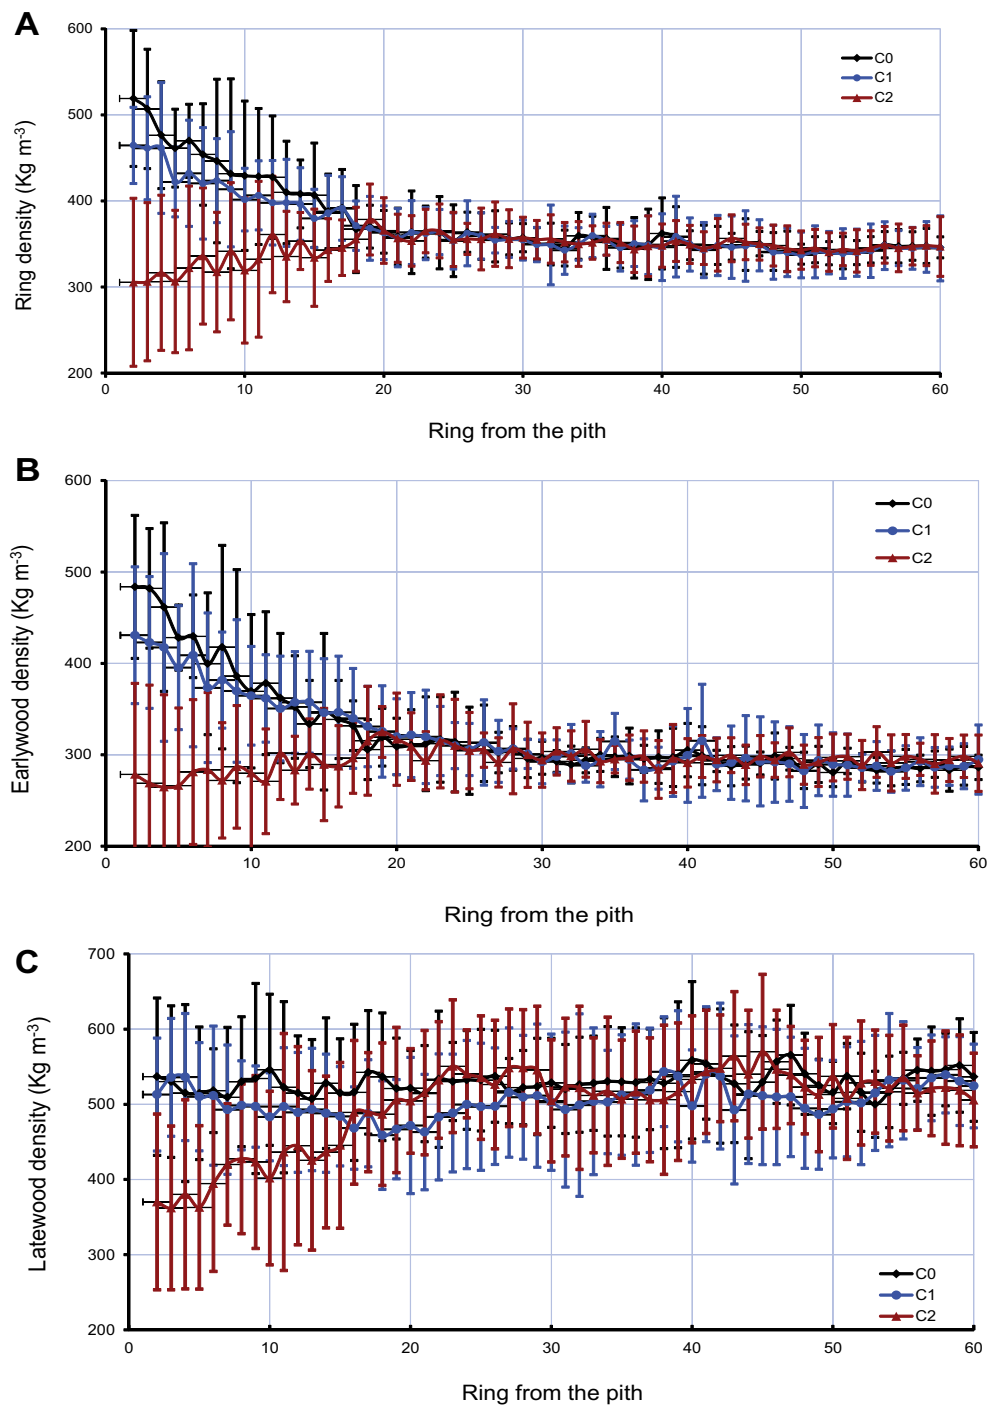 A
600
500
400
300
200
Ring density (Kg m-3)
C0
C1
C2
0 10 20 30 40 50 60
Ring from the pith
B
600
500
400
300
200
Earlywood density (Kg m-3)
C0
C1
C2
0 10 20 30 40 50 60
Ring from the pith
C
700
600
500
400
300
200
Latewood density (Kg m-3)
C0
C1
C2
0 10 20 30 40 50 60
Ring from the pith